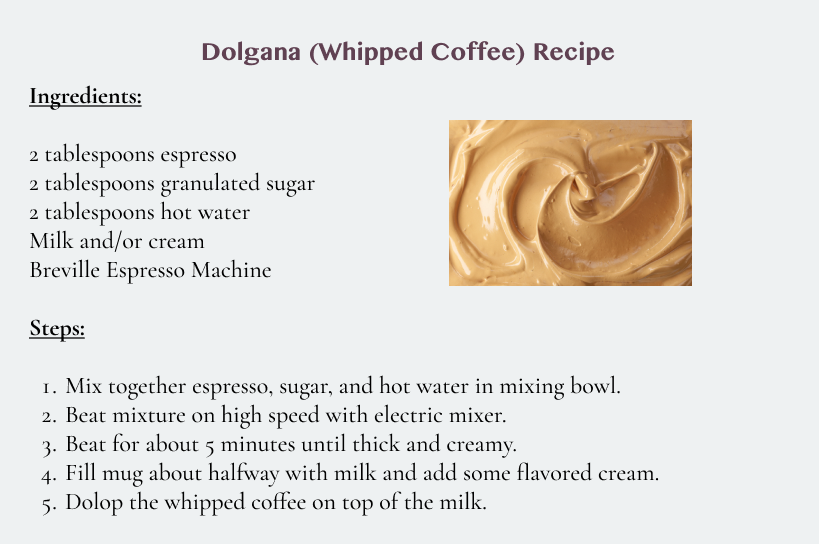 Dolgana (Whipped Coffee) Recipe
Ingredients:
2 tablespoons espresso
2 tablespoons granulated sugar
2 tablespoons hot water
Milk and/or cream
Breville Espresso Machine
Steps:
1. Mix together espresso, sugar, and hot water in mixing bowl.
2. Beat mixture on high speed with electric mixer.
3. Beat for about 5 minutes until thick and creamy.
4. Fill mug about halfway with milk and add some flavored cream.
5. Dolop the whipped coffee on top of the milk.